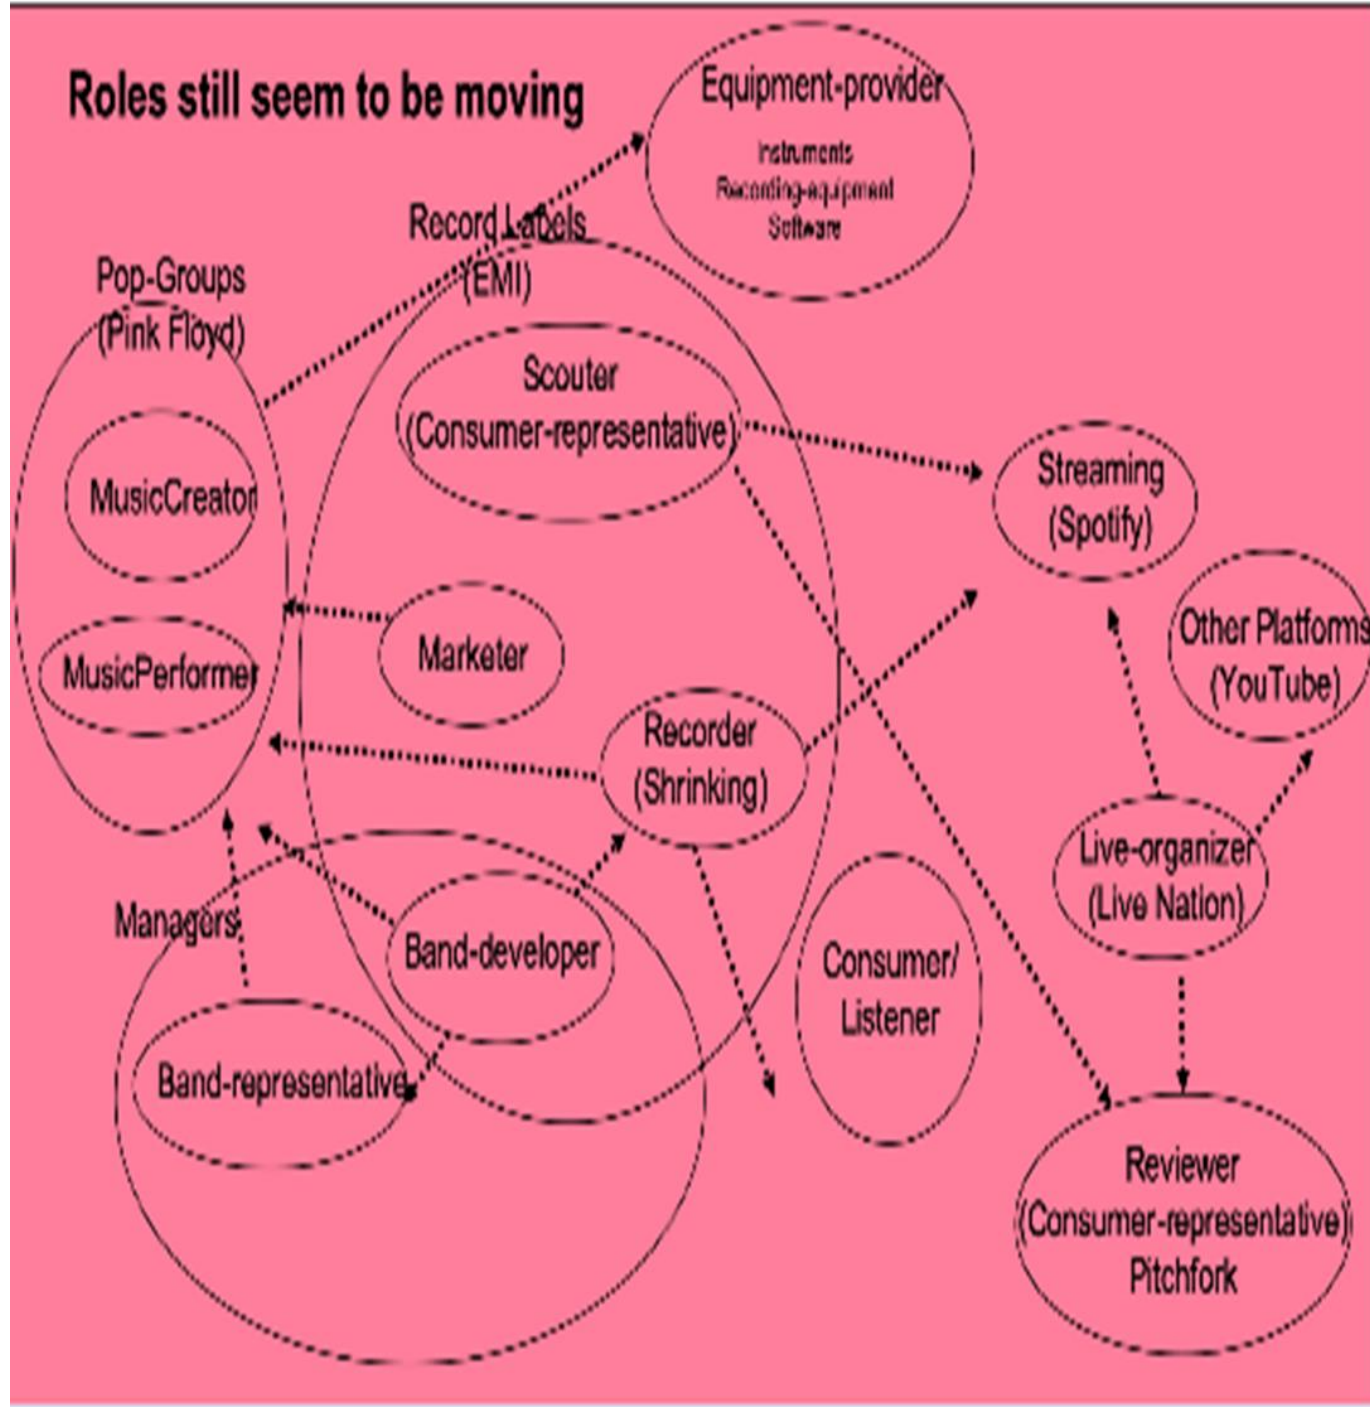 Roles still seem to be moving
Equipment-provider
Instruments
Recording-equipment
Software
Record Labels
(EMI)
Pop-Groups
(Pink Floyd)
Scouter
(Consumer-representative)
MusicCreator
Streaming
(Spotify)
Other Platforms
(YouTube)
Marketer
MusicPerformer
Recorder
(Shrinking)
Live-organizer
(Live Nation)
Managers
Band-developer
Consumer/
Listener
Band-representative
Reviewer
(Consumer-representative)
Pitchfork